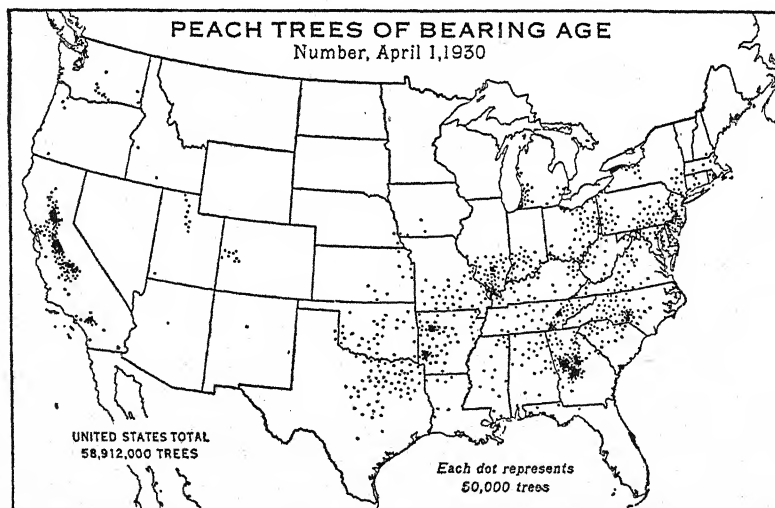 PEACH TREES OF BEARING AGE
Number, April 1,1930
UNITED STATES TOTAL
58,912,000 TREES
Each dot represents
50,000 trees